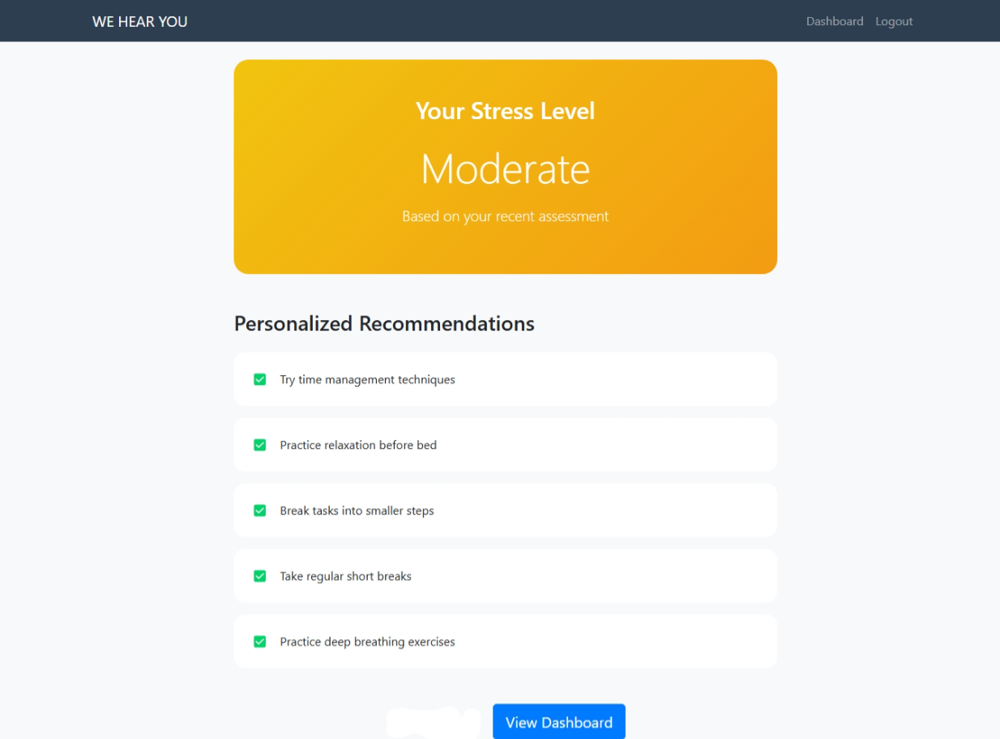 WE HEAR YOU
Dashboard Logout
Your Stress Level
Moderate
Based on your recent assessment
Personalized Recommendations
Try time management techniques
Practice relaxation before bed
Break tasks into smaller steps
Take regular short breaks
Practice deep breathing exercises
View Dashboard